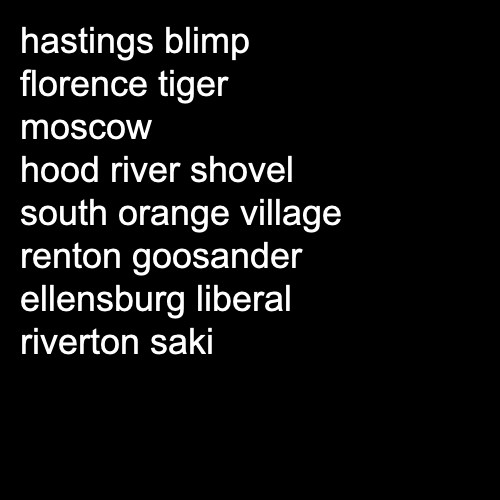 hastings blimp
florence tiger
moscow
hood river shovel
south orange village
renton goosander
ellensburg liberal
riverton saki